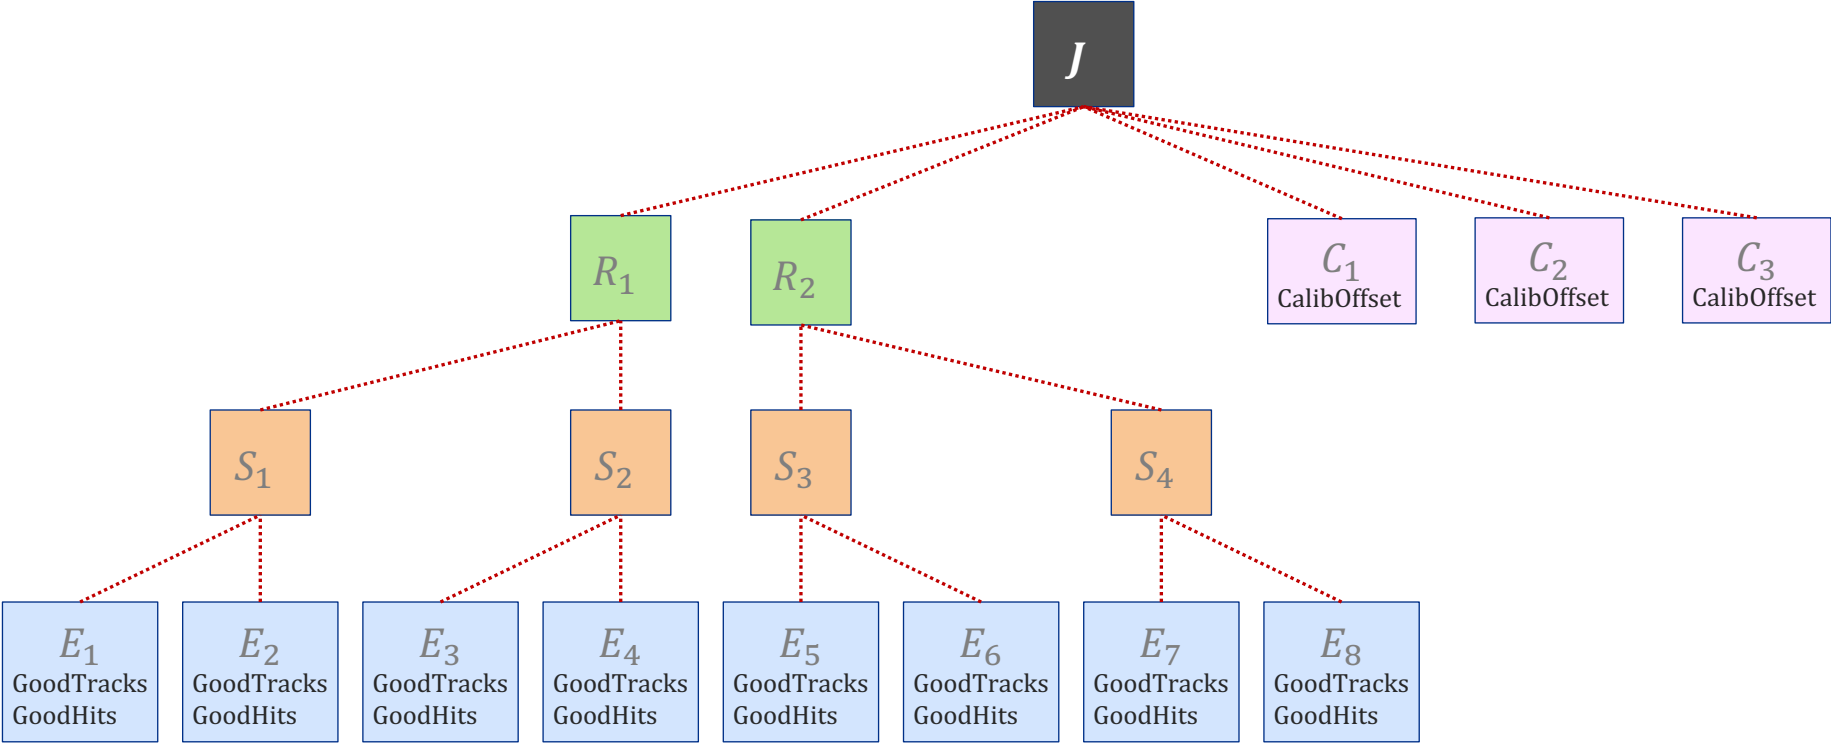 J
R₁
R₂
C₁
CalibOffset
C₂
CalibOffset
C₃
CalibOffset
S₁
S₂
S₃
S₄
E₁
GoodTracks
GoodHits
E₂
GoodTracks
GoodHits
E₃
GoodTracks
GoodHits
E₄
GoodTracks
GoodHits
E₅
GoodTracks
GoodHits
E₆
GoodTracks
GoodHits
E₇
GoodTracks
GoodHits
E₈
GoodTracks
GoodHits